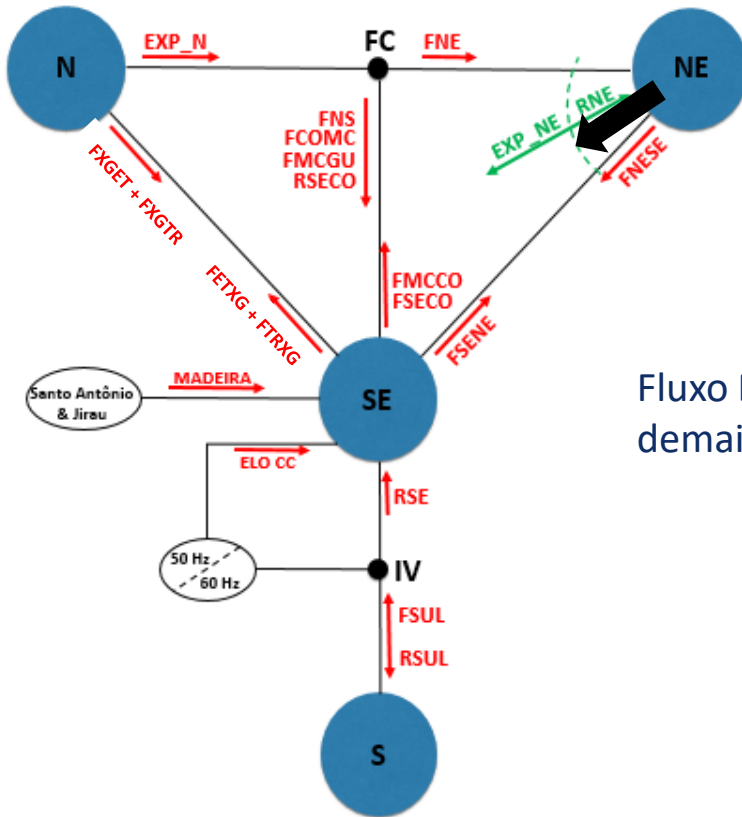 EXP_N
FC
FNE
N
NE
FNS
FCOMC
FMCGU
RSECO
EXP_NE
RNE
FNESE
FXGET + FXGTR
FETXG + FTRXG
FMCCO
FSECO
FSENE
MADEIRA
Santo Antônio
& Jirau
SE
Fluxo
ELO CC
RSE
50 Hz
60 Hz
IV
FSUL
RSUL
S